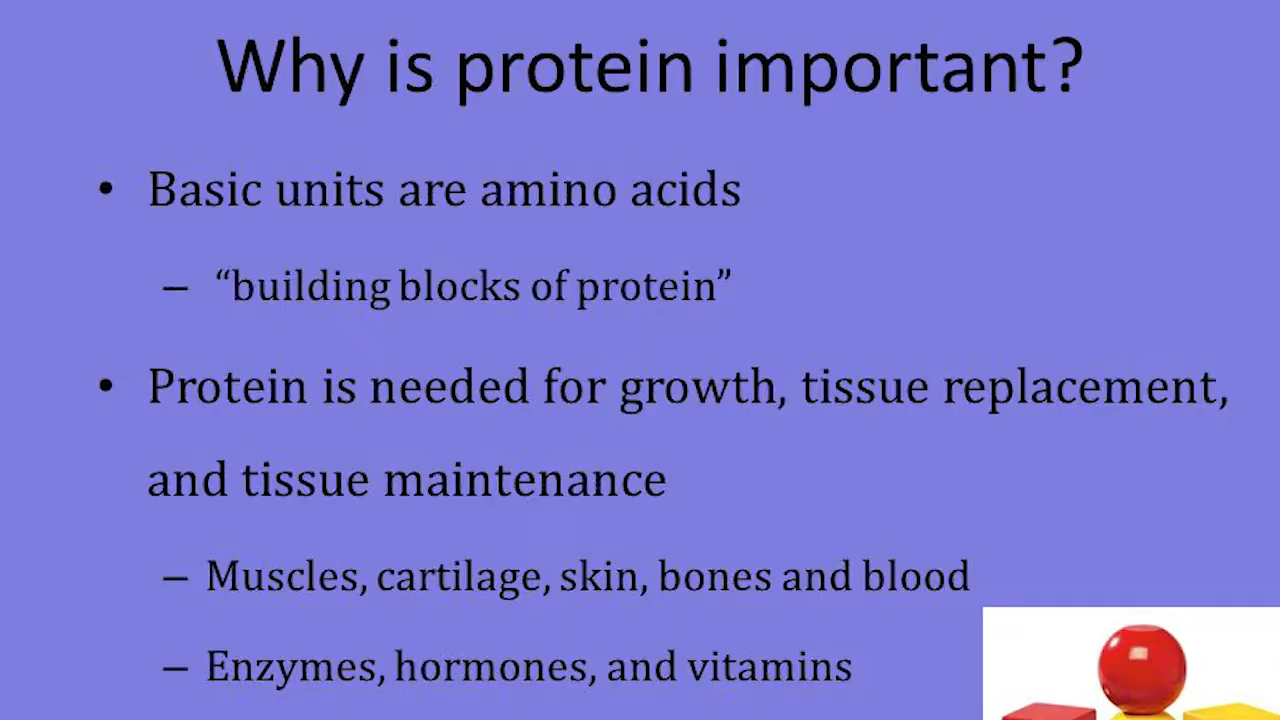 Why is protein important?
• Basic units are amino acids
– “building blocks of protein”
• Protein is needed for growth, tissue replacement,
and tissue maintenance
– Muscles, cartilage, skin, bones and blood
– Enzymes, hormones, and vitamins